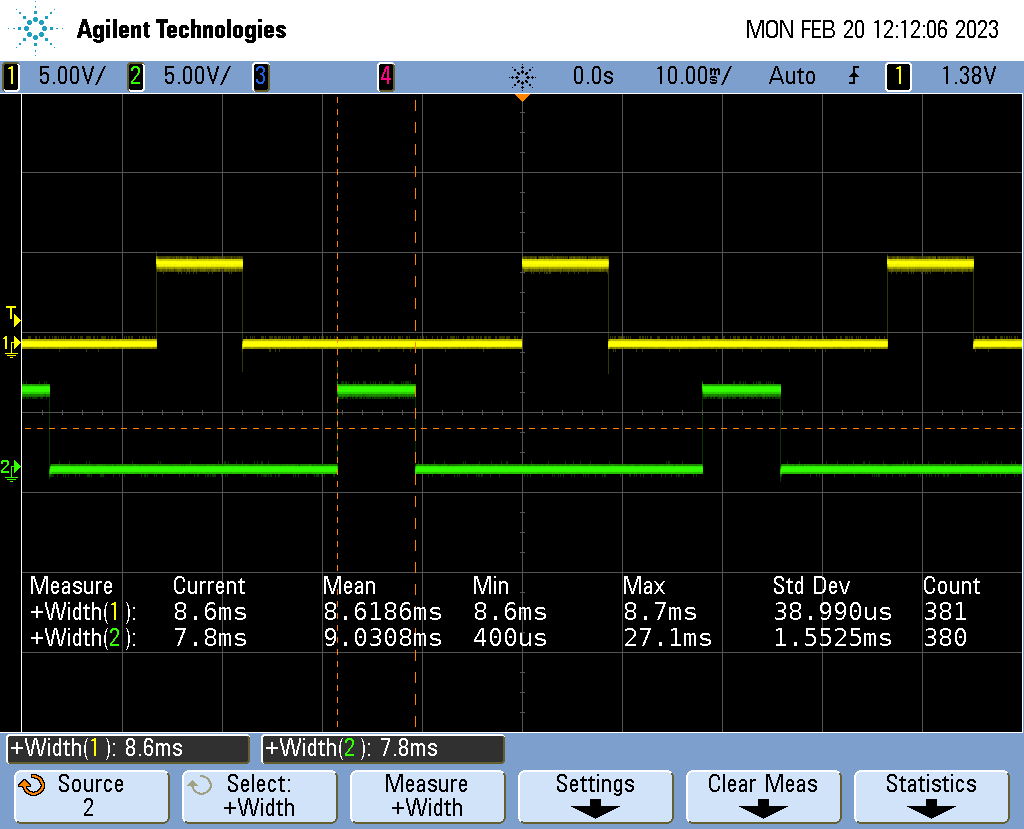 Agilent Technologies MON FEB 20 12:12:06 2023
1 5.00V/ 2 5.00V/ 3 4 0.0s 10.00ms/ Auto 1 1.38V
T
1
2
Measure Current Mean Min Max Std Dev Count
+Width(1): 8.6ms 8.6186ms 8.6ms 8.7ms 38.990us 381
+Width(2): 7.8ms 9.0308ms 400us 27.1ms 1.5525ms 380
+Width(1): 8.6ms +Width(2): 7.8ms
Source Select: Measure Settings Clear Meas Statistics
2 +Width +Width